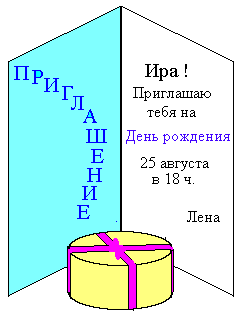 ПРИГЛАШЕНИЕ
Ира !
Приглашаю
тебя на
День рождения
25 августа
в 18 ч.
Лена